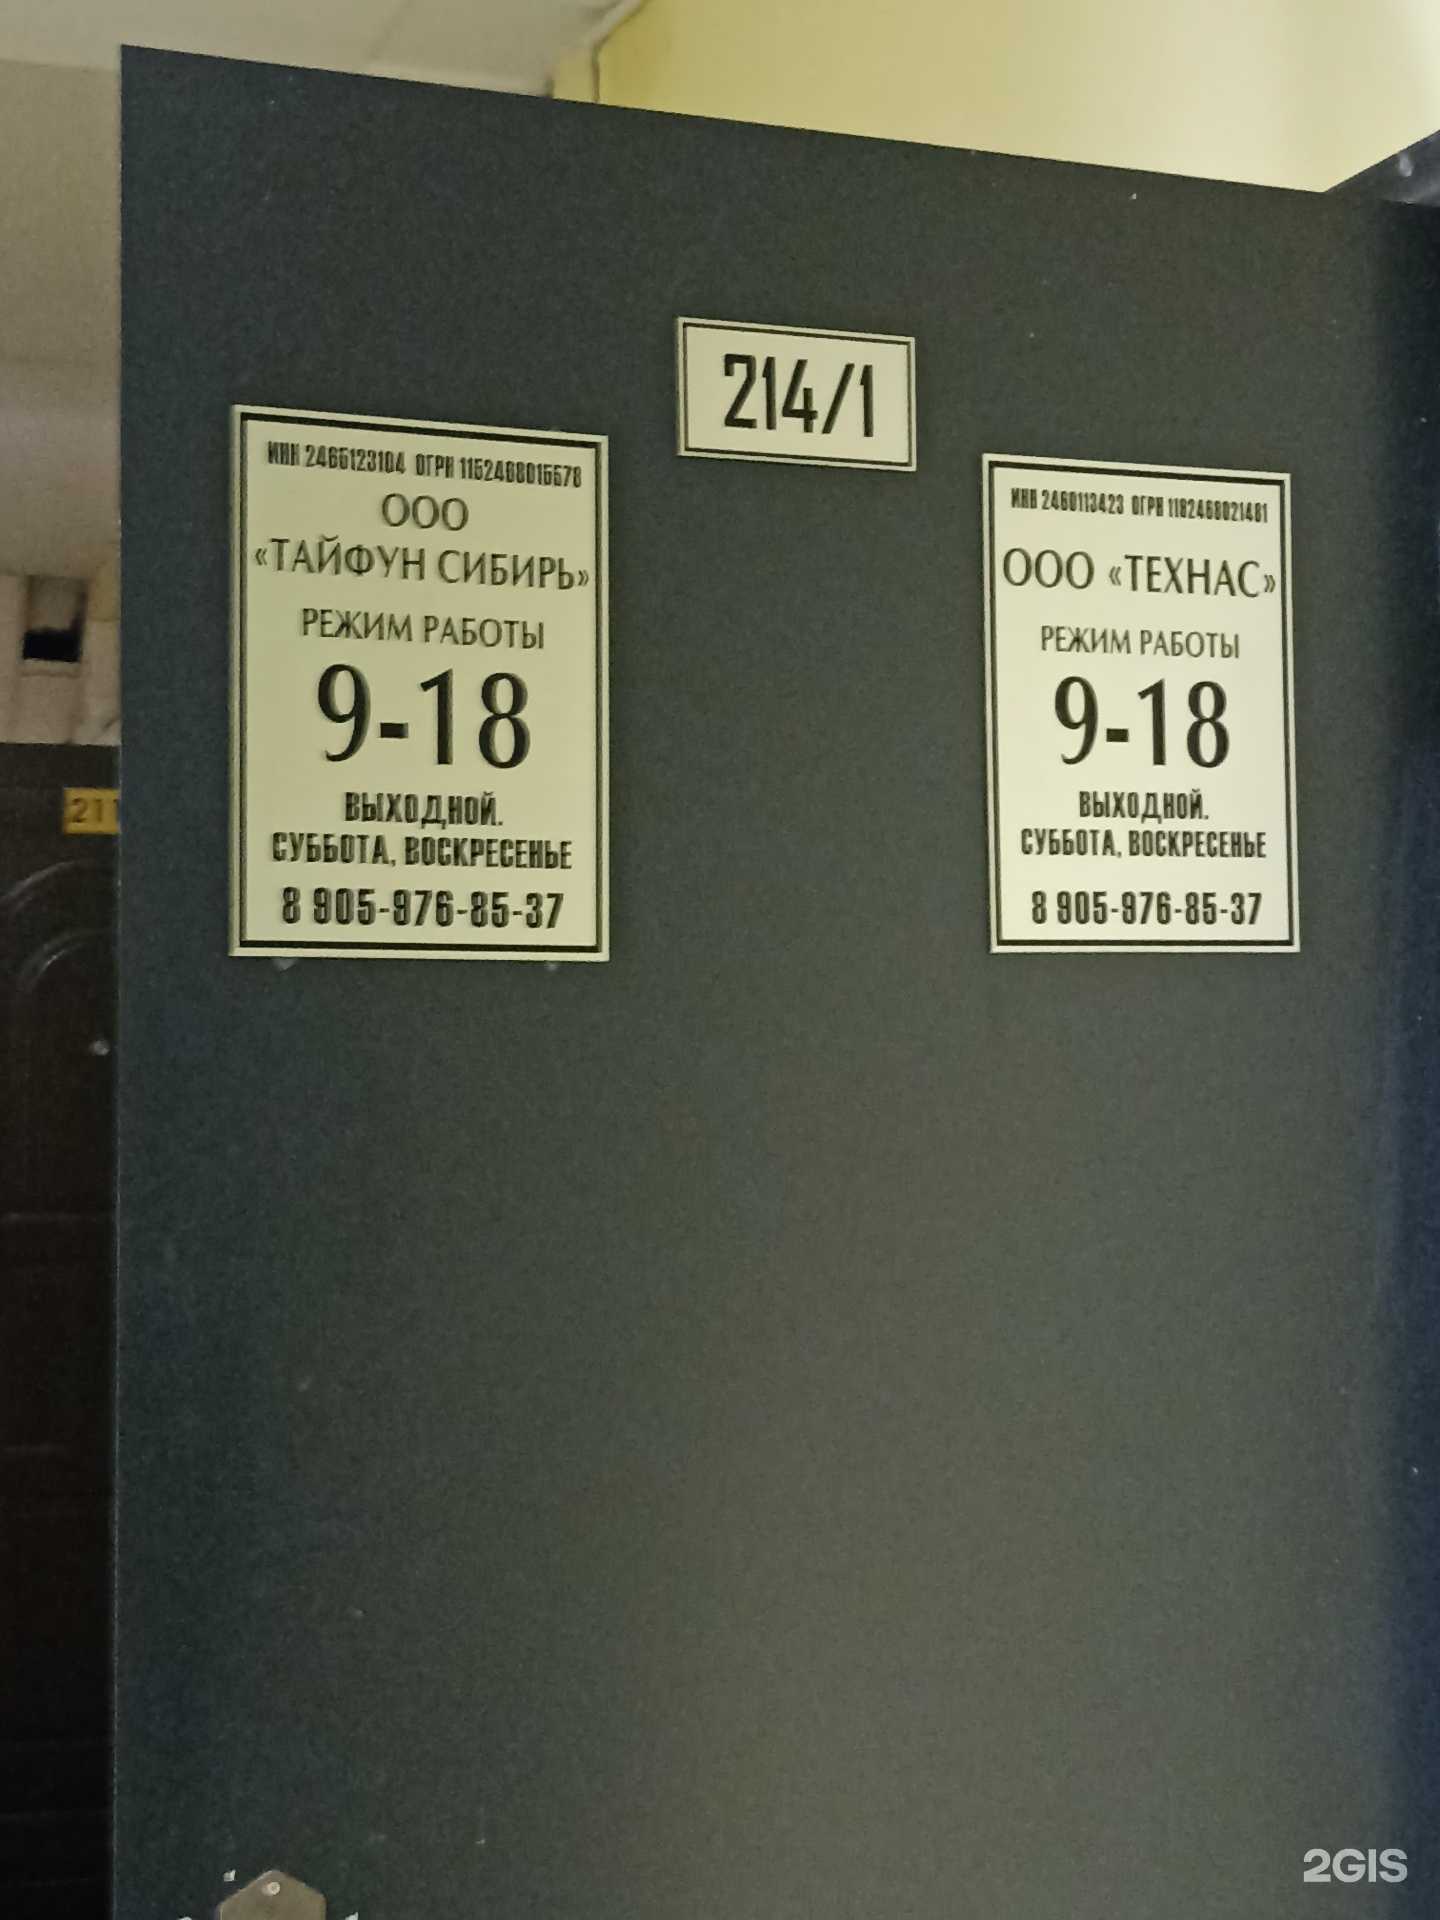 214/1
ИНН 2465123104 ОГРН 1152468015578
ООО
«ТАЙФУН СИБИРЬ»
РЕЖИМ РАБОТЫ
9-18
ВЫХОДНОЙ.
СУББОТА, ВОСКРЕСЕНЬЕ
8 905-976-85-37
ИНН 2460113423 ОГРН 1182468021481
ООО «ТЕХНАС»
РЕЖИМ РАБОТЫ
9-18
ВЫХОДНОЙ.
СУББОТА, ВОСКРЕСЕНЬЕ
8 905-976-85-37
211
2GIS